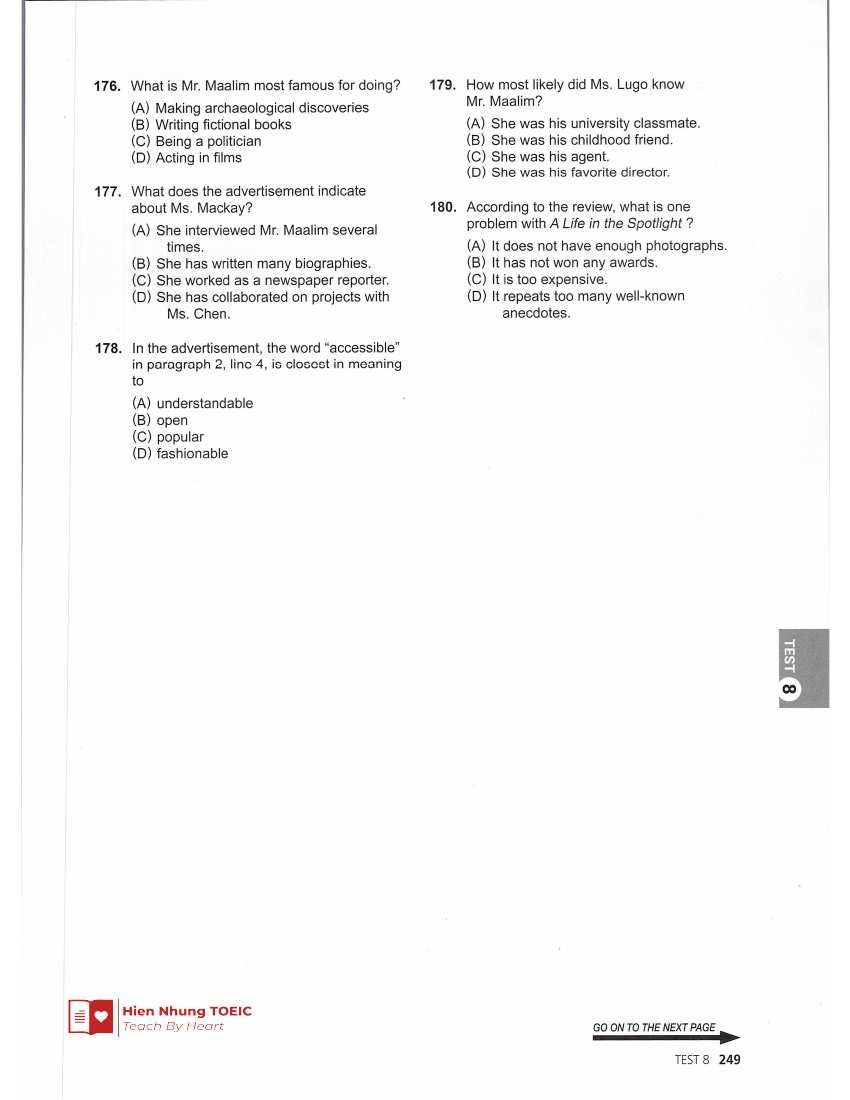 176. What is Mr. Maalim most famous for doing?
(A) Making archaeological discoveries
(B) Writing fictional books
(C) Being a politician
(D) Acting in films
177. What does the advertisement indicate
about Ms. Mackay?
(A) She interviewed Mr. Maalim several
times.
(B) She has written many biographies.
(C) She worked as a newspaper reporter.
(D) She has collaborated on projects with
Ms. Chen.
178. In the advertisement, the word “accessible”
in paragraph 2, line 4, is closest in meaning
to
(A) understandable
(B) open
(C) popular
(D) fashionable
179. How most likely did Ms. Lugo know
Mr. Maalim?
(A) She was his university classmate.
(B) She was his childhood friend.
(C) She was his agent.
(D) She was his favorite director.
180. According to the review, what is one
problem with A Life in the Spotlight ?
(A) It does not have enough photographs.
(B) It has not won any awards.
(C) It is too expensive.
(D) It repeats too many well-known
anecdotes.
TEST 8
Hien Nhung TOEIC
Teach By Heart
GO ON TO THE NEXT PAGE
TEST 8 249